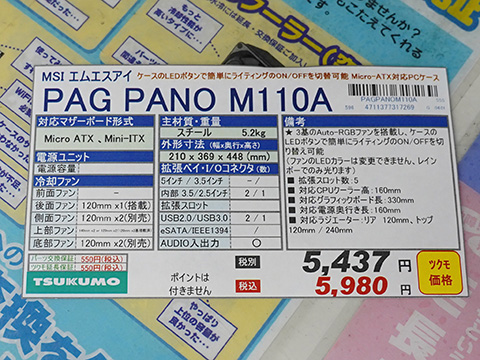 MSI エムエスアイ
ケースのLEDボタンで簡単にライティングのON/OFFを切替可能 Micro-ATX対応PCケース
PAG PANO M110A
PAGPANOM110A
4711377317269
対応マザーボード形式
Micro ATX 、Mini-ITX
電源ユニット
電源容量
冷却ファン
前面ファン
-
後面ファン
120mm x1(搭載)
側面ファン
120mm x2(別売)
上部ファン
底部ファン
120mm x2(別売)
主材質・重量
スチール
5.2kg
外形寸法 (幅x奥行x高さ)
210 x 369 x 448 (mm)
拡張ベイ・I/Oコネクタ (数)
5インチ / 3.5インチ
- / -
内部 3.5/2.5インチ
2 / 1
拡張スロット
USB2.0/USB3.0
2 / 1
eSATA/IEEE1394
- / -
AUDIO入出力
○
備考
★ 3基のAuto-RGBファンを搭載し、ケースの
LEDボタンで簡単にライティングのON/OFFを切
り替え可能
(ファンのLEDカラーは変更できません、レイン
ボーでのみ光ります)
・拡張スロット数:5
・対応CPUクーラー高:160mm
・対応グラフィックボード長:330mm
・対応電源奥行き長:160mm
・対応ラジエーター:リア 120mm、トップ
120mm / 240mm
パーツ交換保証
550円(税込)
ツクモ延長保証
550円(税込)
TSUKUMO
ポイントは
付きません
税別
5,437 円
税込
5,980 円
ツクモ
価格
やっぱり
上位の容量が
良かった…